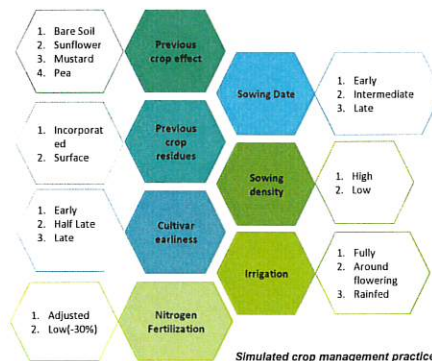 1. Bare Soil
2. Sunflower
3. Mustard
4. Pea
Previous
crop effect
Sowing Date
1. Early
2. Intermediate
3. Late
1. Incorporat
ed
2. Surface
Previous
crop
residues
Sowing
density
1. High
2. Low
1. Early
2. Half Late
3. Late
Cultivar
earliness
Irrigation
1. Fully
2. Around
flowering
3. Rainfed
1. Adjusted
2. Low(-30%)
Nitrogen
Fertilization
Simulated crop management practice